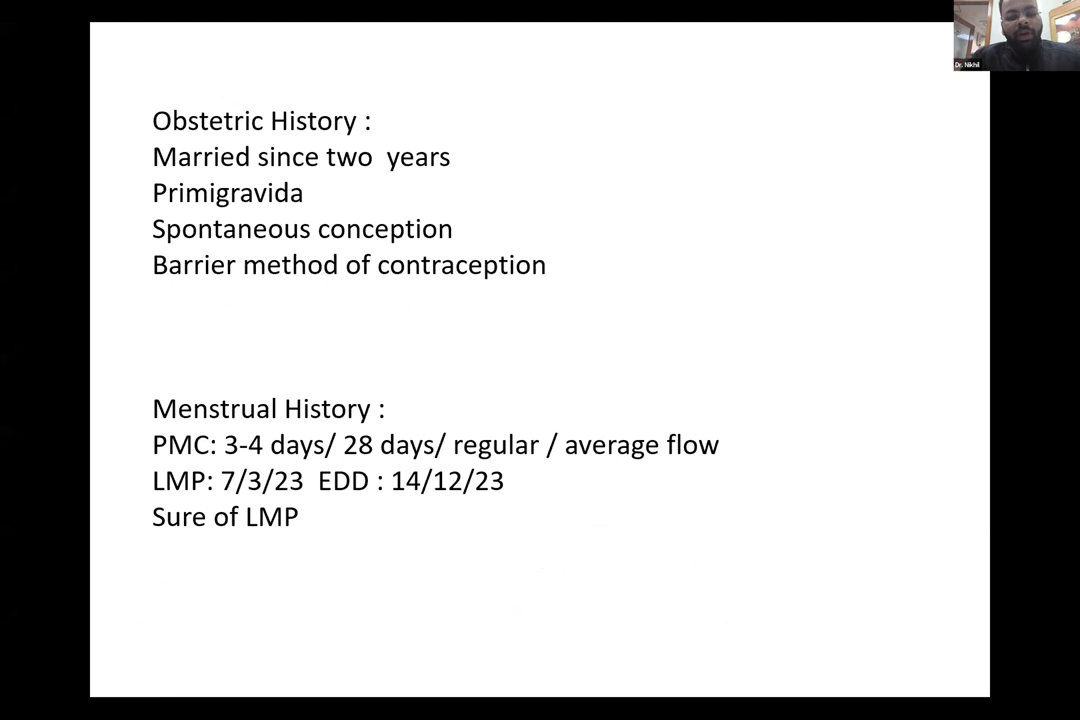 Dr. Nikhil
Obstetric History :
Married since two years
Primigravida
Spontaneous conception
Barrier method of contraception
Menstrual History :
PMC: 3-4 days/ 28 days/ regular / average flow
LMP: 7/3/23 EDD : 14/12/23
Sure of LMP